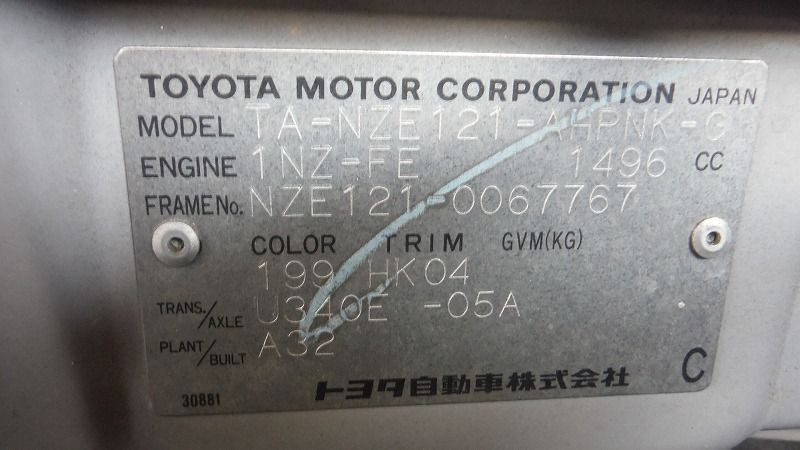 TOYOTA MOTOR CORPORATION JAPAN
MODEL TA-NZE121-AHPNK-G
ENGINE 1NZ-FE 1496 CC
FRAME No. NZE121-0067767
COLOR TRIM GVM(KG)
199 HK04
TRANS./AXLE U340E -05A
PLANT/BUILT A32
トヨタ自動車株式会社 C
30881